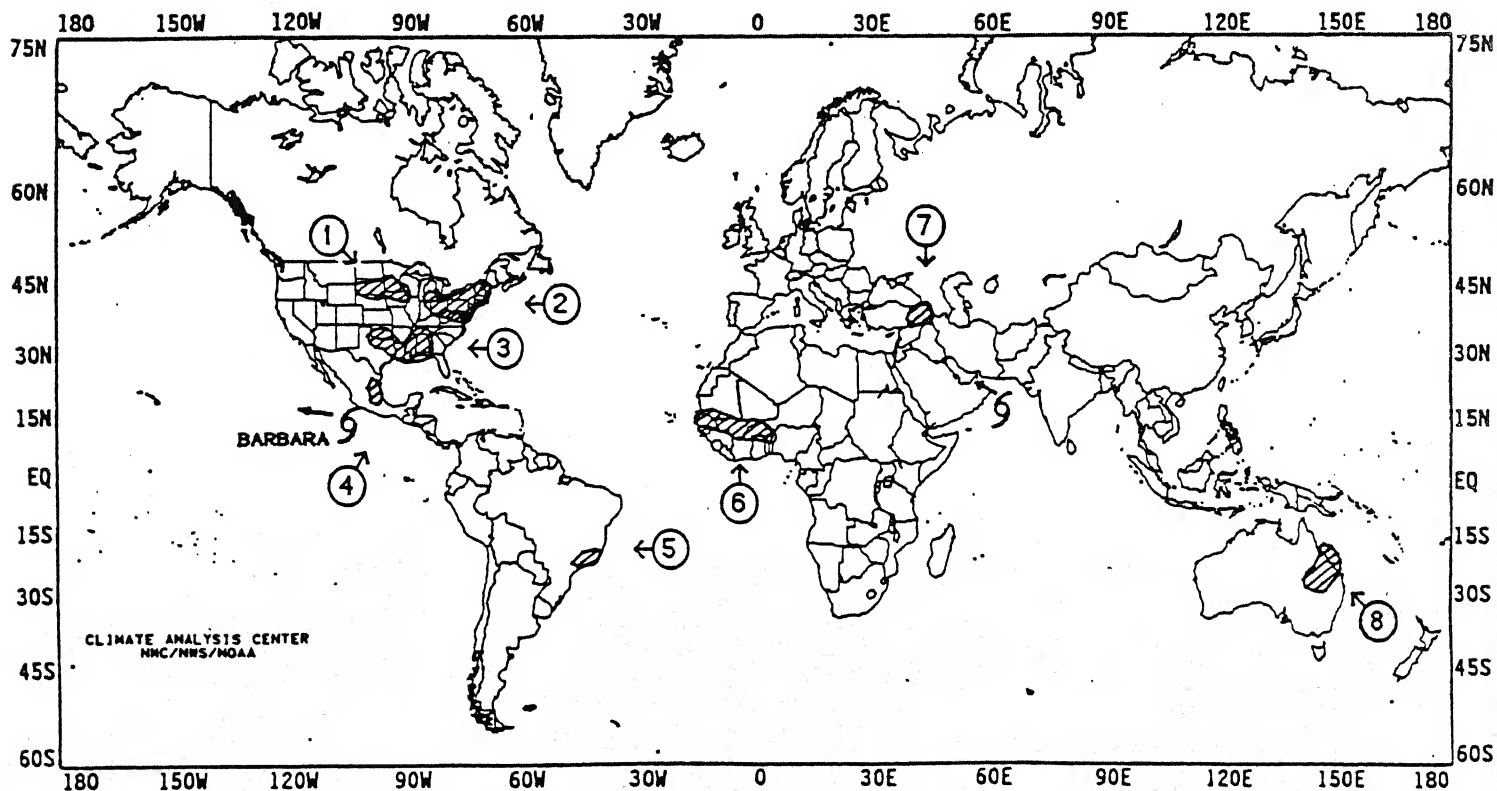 180 150W 120W 90W 60W 30W 0 30E 60E 90E 120E 150E 180
75N 75N
60N 60N
1 7
45N 45N
2
3
30N 30N
15N 15N
BARBARA
4 6
EQ EQ
5
15S 15S
30S 30S
8
CLIMATE ANALYSIS CENTER
NMC/NWS/NOAA
45S 45S
60S 60S
180 150W 120W 90W 60W 30W 0 30E 60E 90E 120E 150E 180